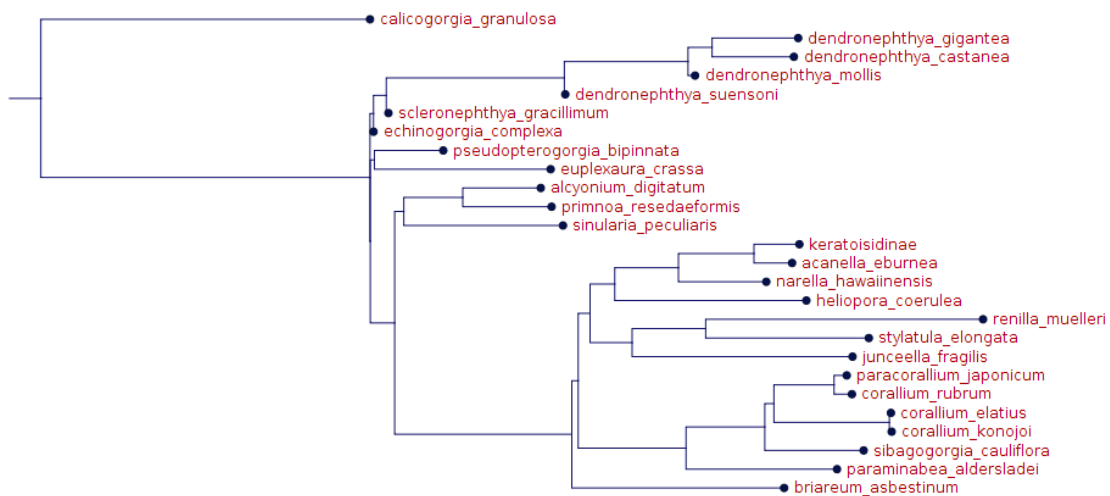 calicogorgia_granulosa
dendronephthya_gigantea
dendronephthya_castanea
dendronephthya_mollis
dendronephthya_suensoni
scleronephthya_gracillimum
echinogorgia_complexa
pseudopterogorgia_bipinnata
euplexaura_crassa
alcyonium_digitatum
primnoa_resedaeformis
sinularia_peculiaris
keratoisidinae
acanella_eburnea
narella_hawaiinensis
heliopora_coerulea
renilla_muelleri
stylatula_elongata
junceella_fragilis
paracorallium_japonicum
corallium_rubrum
corallium_elatius
corallium_konojoi
sibagogorgia_cauliflora
paraminabea_aldersladei
briareum_asbestinum